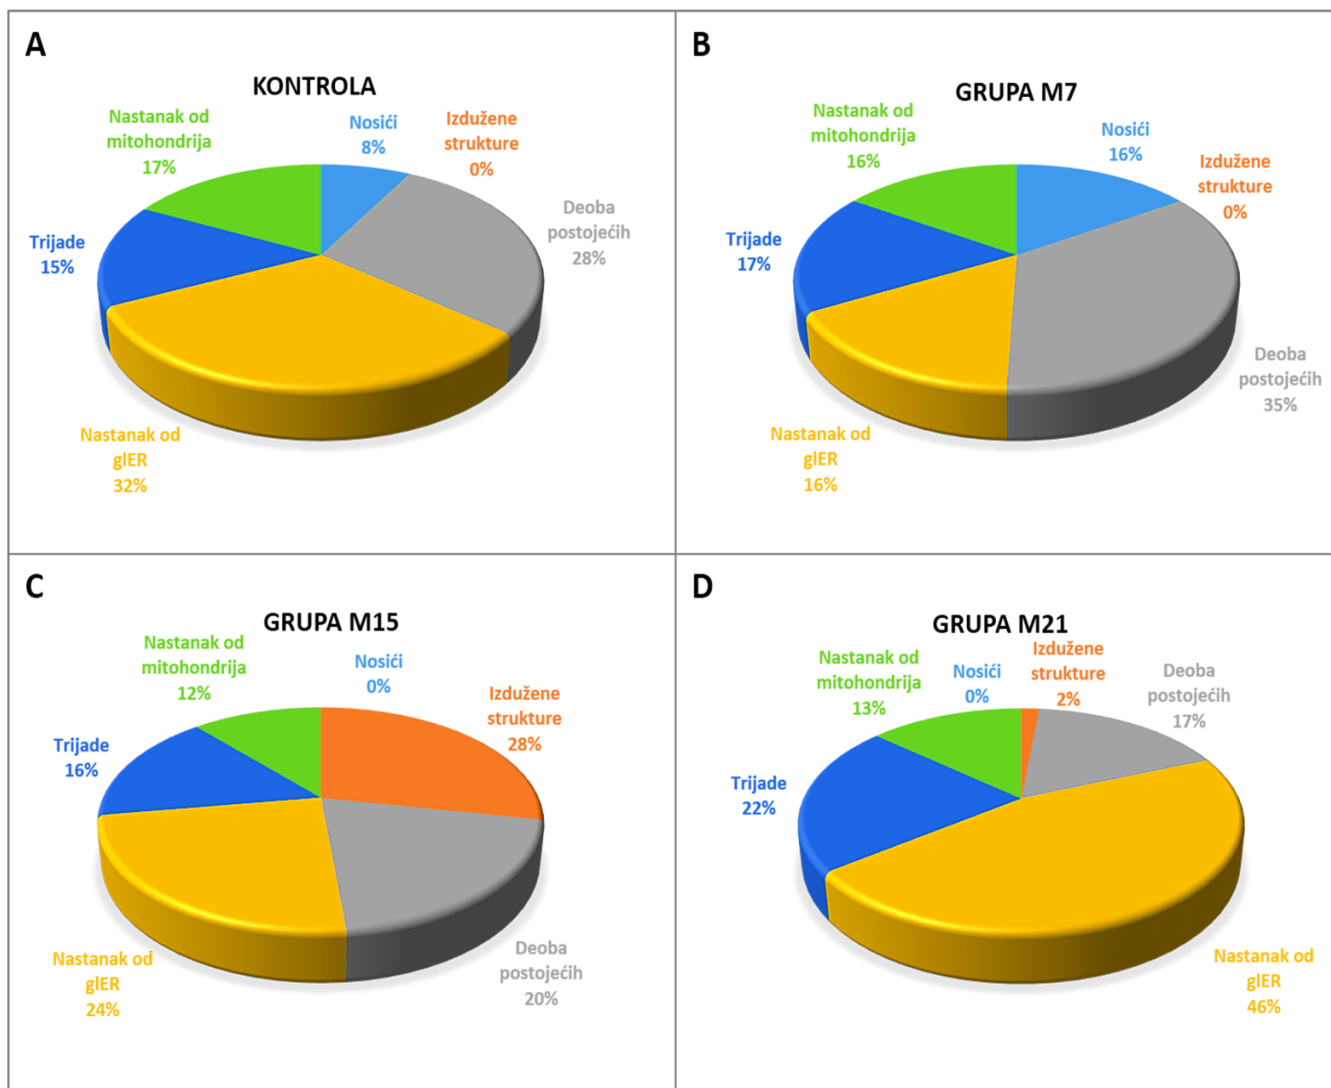 A
KONTROLA
Nastanak od
mitohondrija
17%
Nosići
8%
Izdužene
strukture
0%
Deoba
postojećih
28%
Trijade
15%
Nastanak od
glER
32%
B
GRUPA M7
Nastanak od
mitohondrija
16%
Nosići
16%
Izdužene
strukture
0%
Trijade
17%
Deoba
postojećih
35%
Nastanak od
glER
16%
C
GRUPA M15
Nastanak od
mitohondrija
12%
Nosići
0%
Izdužene
strukture
28%
Trijade
16%
Deoba
postojećih
20%
Nastanak od
glER
24%
D
GRUPA M21
Nastanak od
mitohondrija
13%
Nosići
0%
Izdužene
strukture
2%
Deoba
postojećih
17%
Trijade
22%
Nastanak od
glER
46%